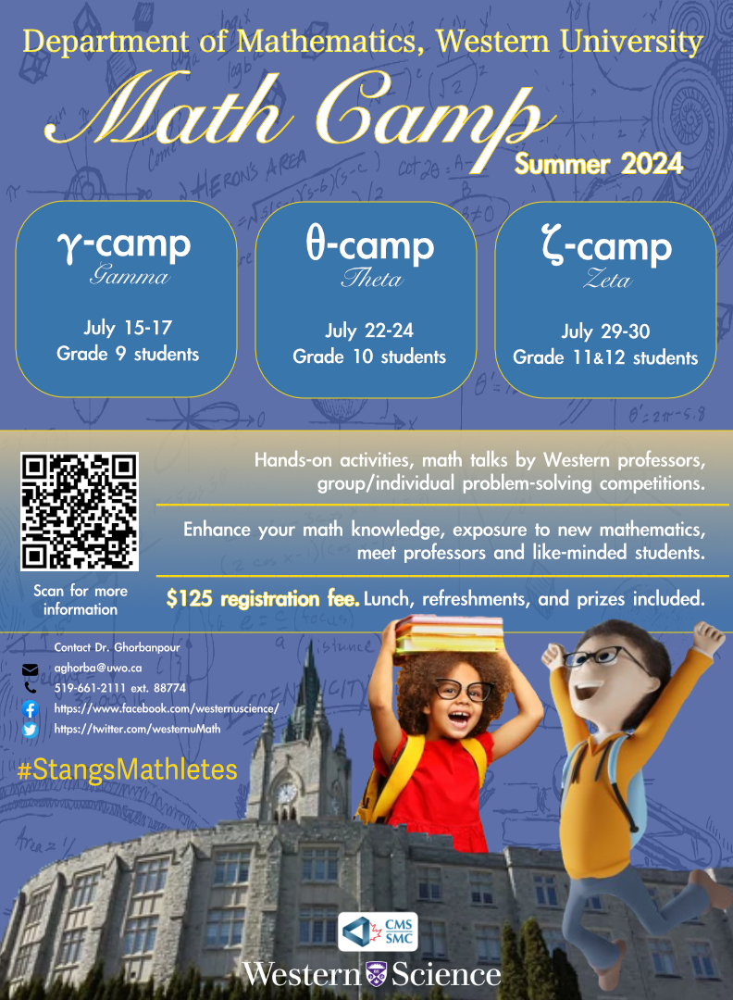 Department of Mathematics, Western University
Math Camp
Summer 2024
HERON'S AREA
γ-camp
Gamma
July 15-17
Grade 9 students
θ-camp
Theta
July 22-24
Grade 10 students
ζ-camp
Zeta
July 29-30
Grade 11&12 students
Hands-on activities, math talks by Western professors,
group/individual problem-solving competitions.
Enhance your math knowledge, exposure to new mathematics,
meet professors and like-minded students.
$125 registration fee. Lunch, refreshments, and prizes included.
Scan for more
information
Contact Dr. Ghorbanpour
aghorba@uwo.ca
519-661-2111 ext. 88774
https://www.facebook.com/westernuscience/
https://twitter.com/westernuMath
#StangsMathletes
ECCENTRICITY
CMS
SMC
Western Science